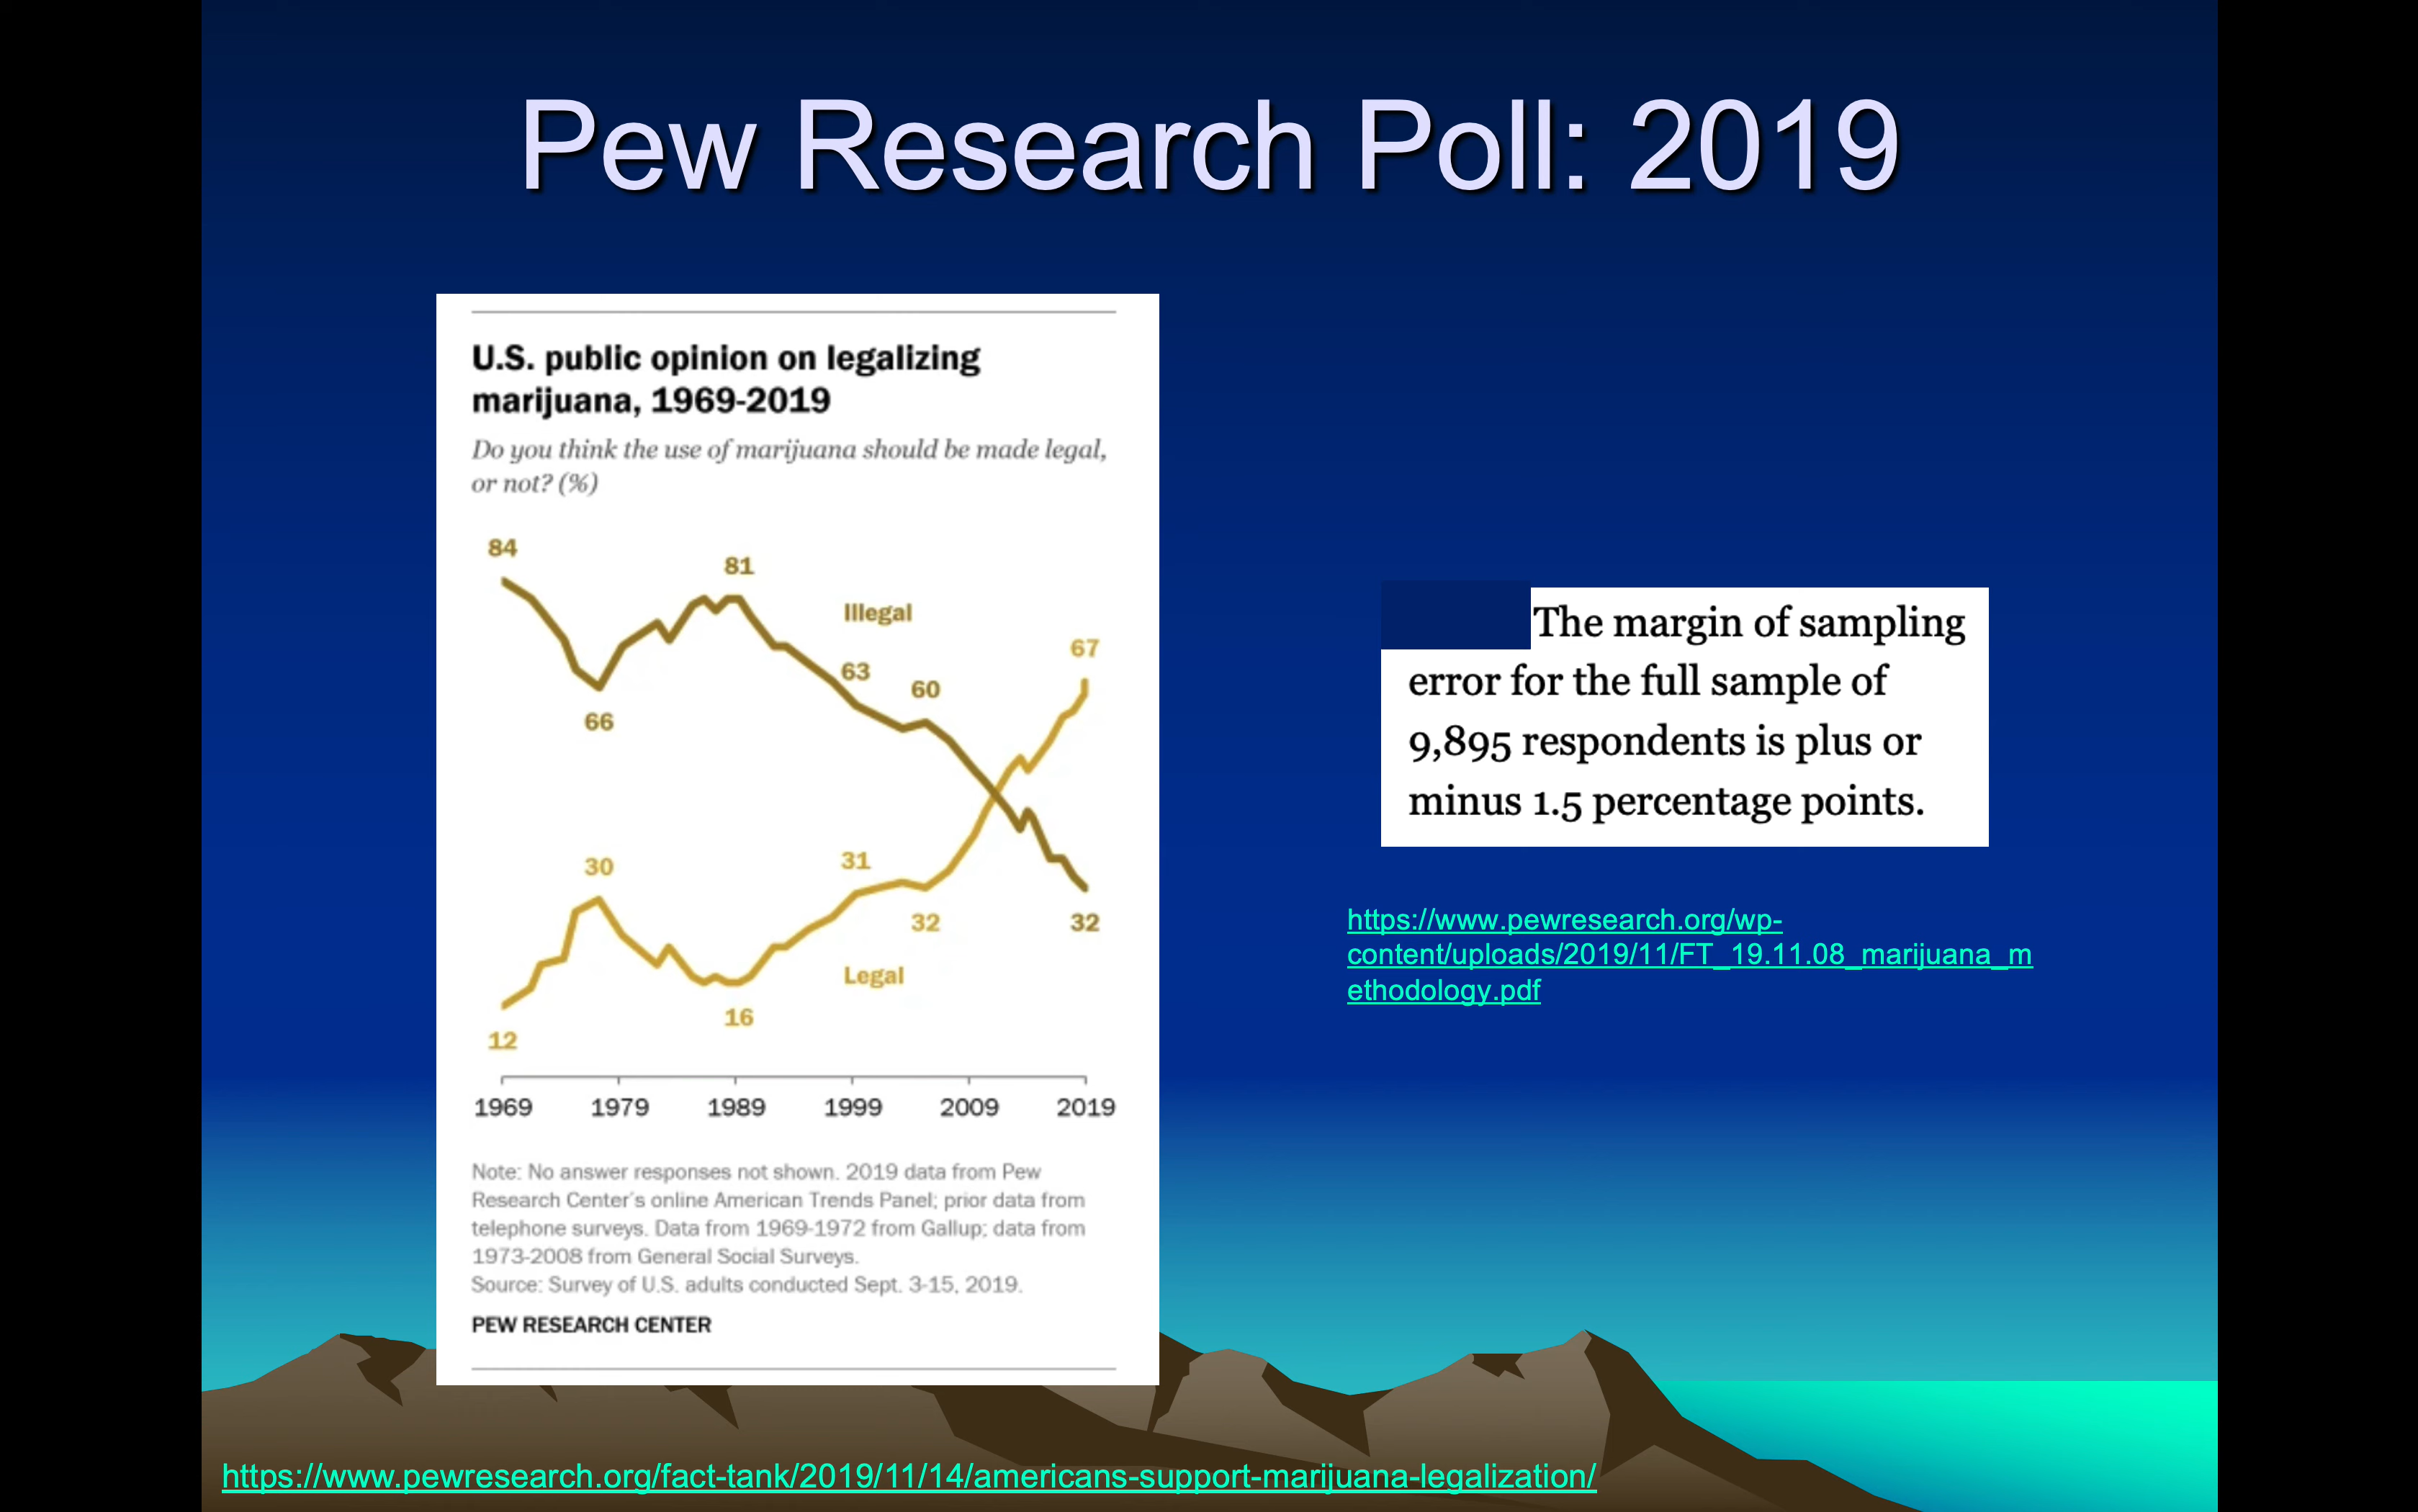 Pew Research Poll: 2019
U.S. public opinion on legalizing
marijuana, 1969-2019
Do you think the use of marijuana should be made legal,
or not? (%)
84
81
Illegal
67
63
60
66
30
31
32
32
Legal
16
12
1969 1979 1989 1999 2009 2019
Note: No answer responses not shown. 2019 data from Pew
Research Center's online American Trends Panel; prior data from
telephone surveys. Data from 1969-1972 from Gallup; data from
1973-2008 from General Social Surveys.
Source: Survey of U.S. adults conducted Sept. 3-15, 2019.
PEW RESEARCH CENTER
The margin of sampling
error for the full sample of
9,895 respondents is plus or
minus 1.5 percentage points.
https://www.pewresearch.org/wp-
content/uploads/2019/11/FT_19.11.08_marijuana_m
ethodology.pdf
https://www.pewresearch.org/fact-tank/2019/11/14/americans-support-marijuana-legalization/